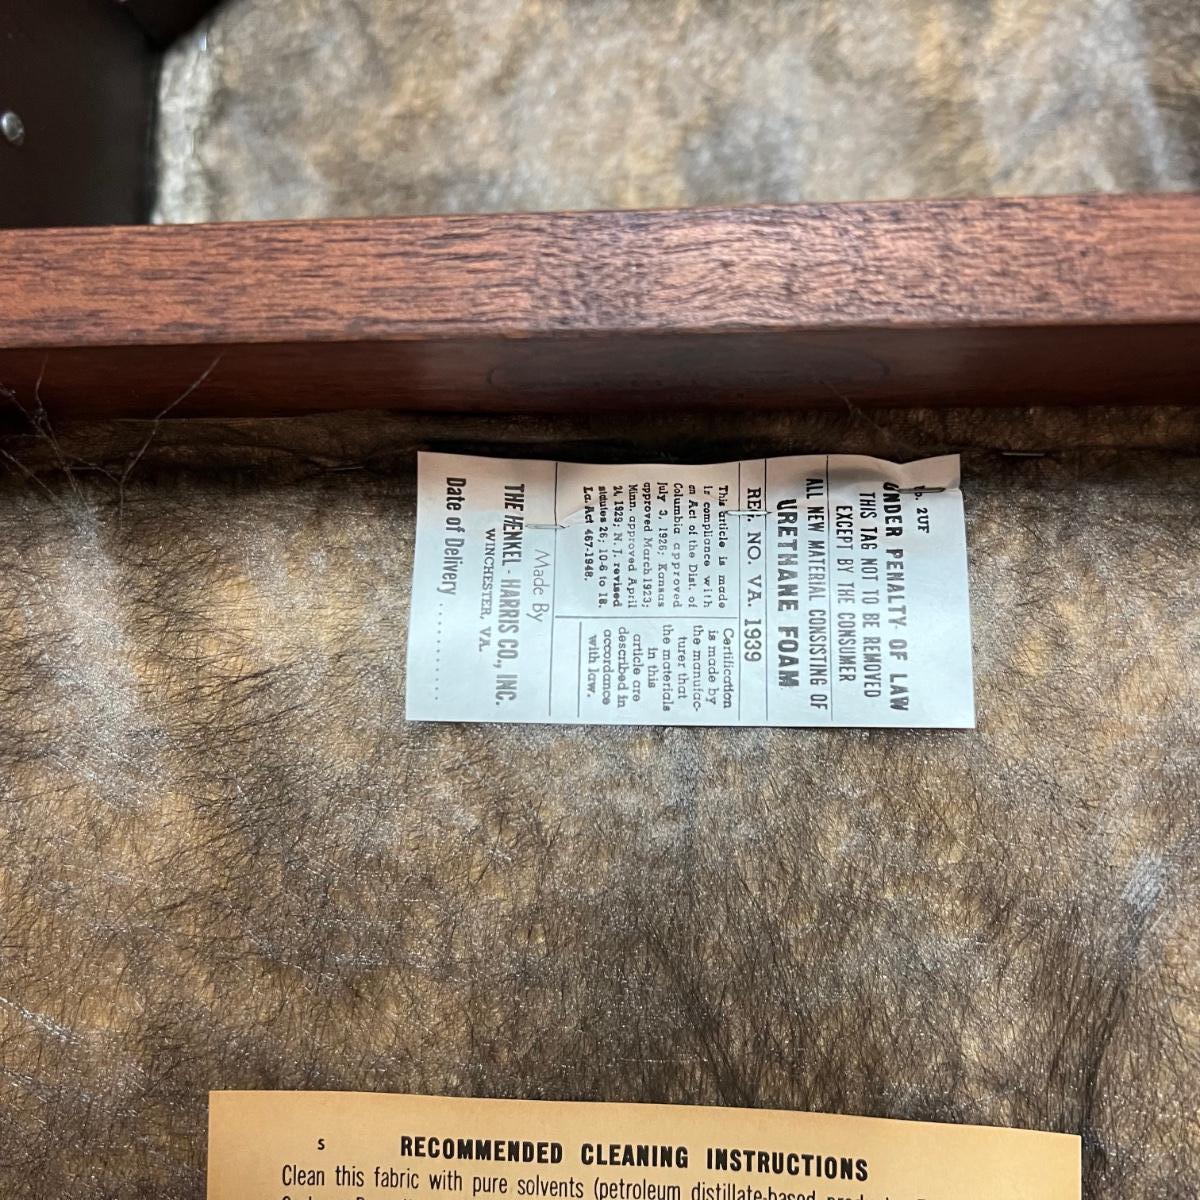 No. 2UF
UNDER PENALTY OF LAW
THIS TAG NOT TO BE REMOVED
EXCEPT BY THE CONSUMER
ALL NEW MATERIAL CONSISTING OF
URETHANE FOAM
REG. NO. VA. 1939
This article is made
in compliance with
an Act of the Dist. of
Columbia approved
July 3, 1926; Kansas
approved March 1923;
Minn. approved April
24, 1929; N. J. revised
statutes 26; 10-6 to 18.
La. Act 467-1948.
Certification
is made by
the manufac-
turer that
the materials
in this
article are
described in
accordance
with law.
Made By
THE HENKEL - HARRIS CO., INC.
WINCHESTER, VA.
Date of Delivery ..........
S RECOMMENDED CLEANING INSTRUCTIONS
Clean this fabric with pure solvents (petroleum distillate-based